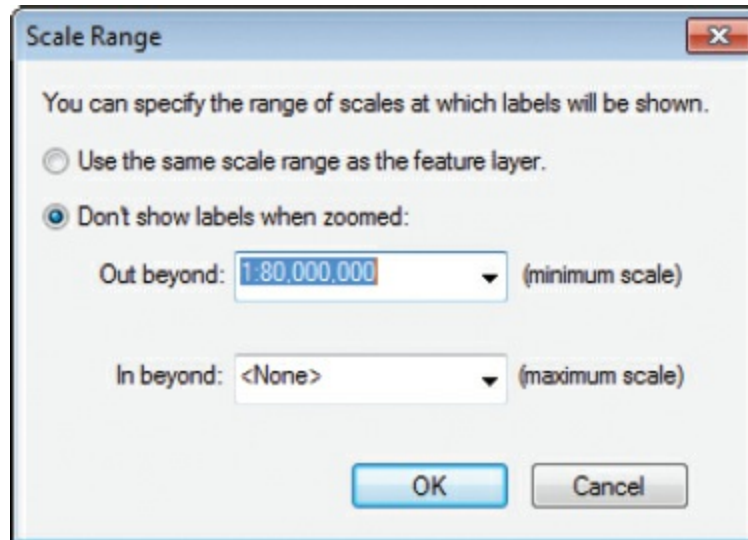 Scale Range
You can specify the range of scales at which labels will be shown.
Use the same scale range as the feature layer.
Don't show labels when zoomed:
Out beyond: 1:80,000,000 (minimum scale)
In beyond: <None> (maximum scale)
OK Cancel